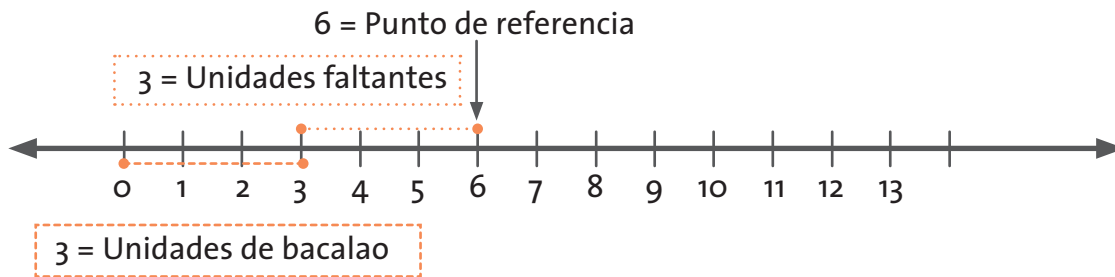 6 = Punto de referencia
3 = Unidades faltantes
0 1 2 3 4 5 6 7 8 9 10 11 12 13
3 = Unidades de bacalao